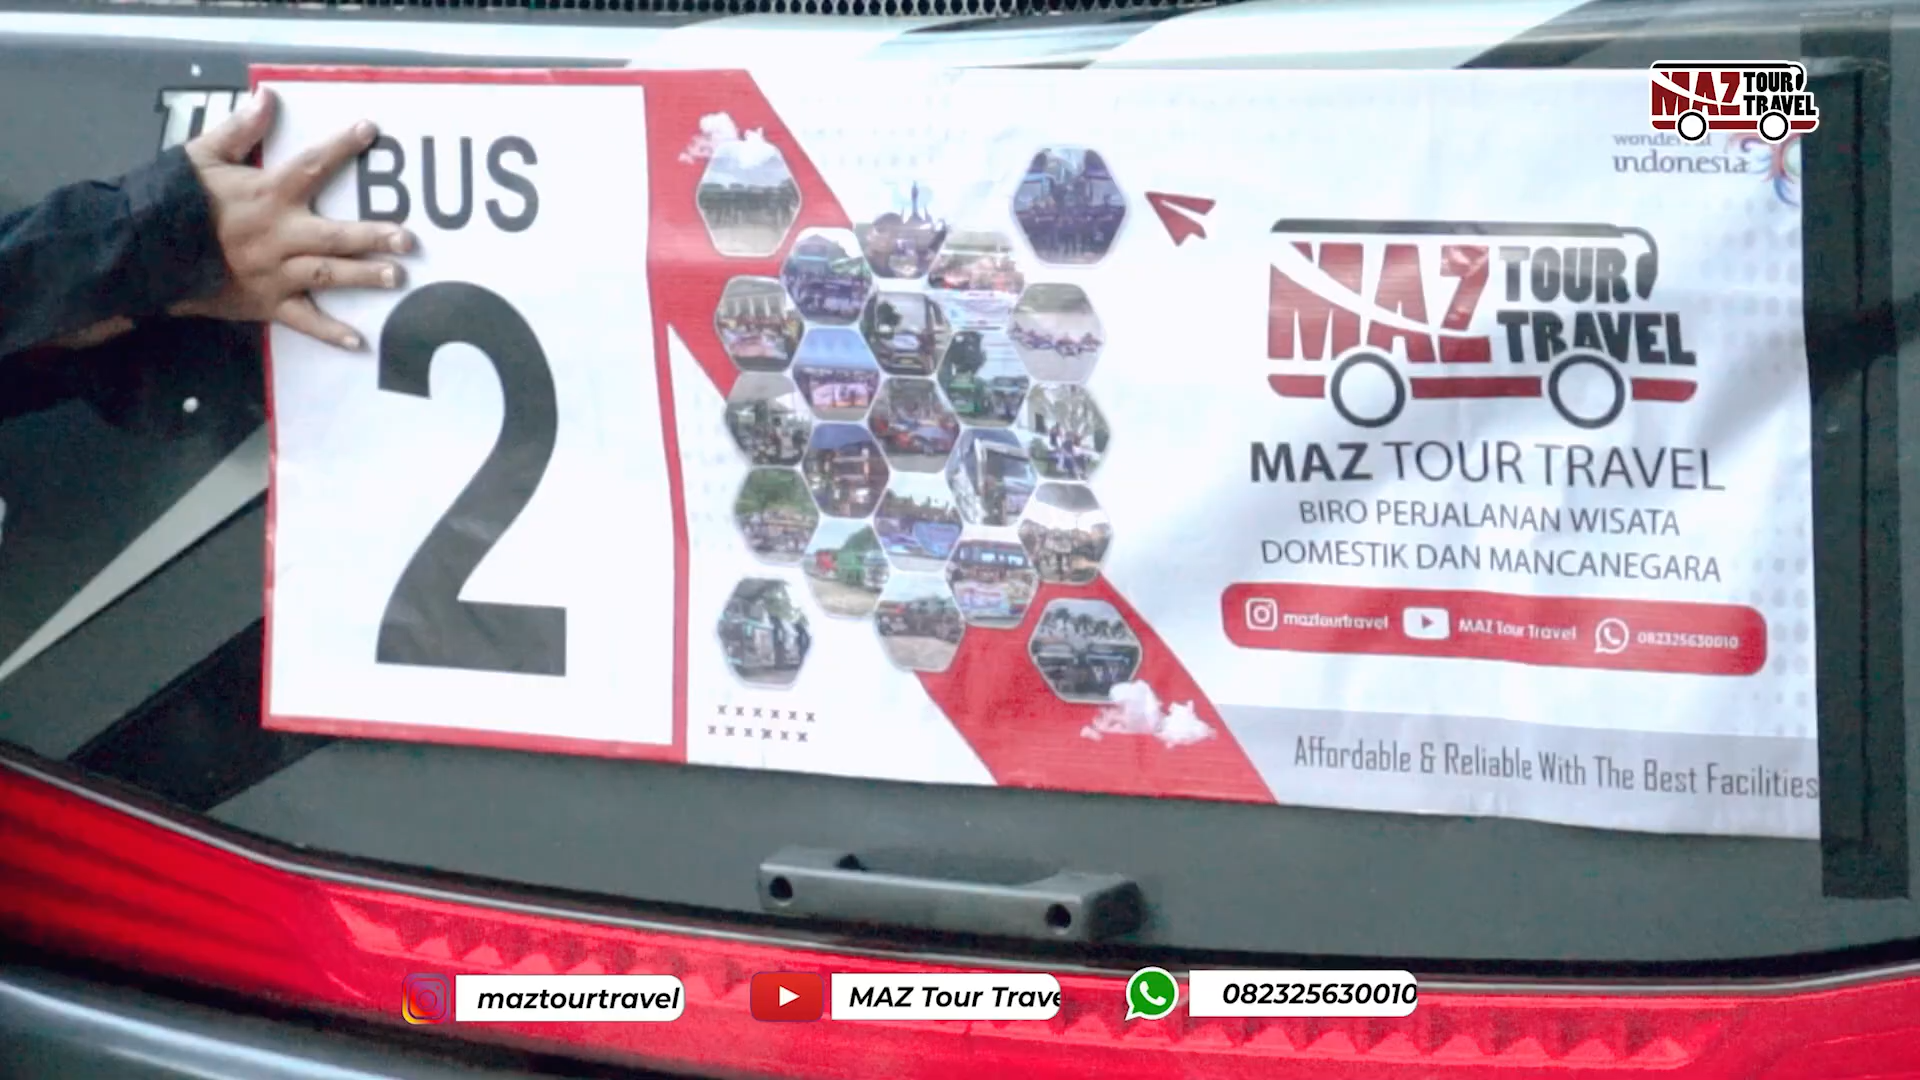 MAZ TOUR TRAVEL
wonderful
indonesia
BUS
2
MAZ TOUR
TRAVEL
MAZ TOUR TRAVEL
BIRO PERJALANAN WISATA
DOMESTIK DAN MANCANEGARA
maztourtravel MAZ Tour Travel 082325630010
Affordable & Reliable With The Best Facilities
maztourtravel MAZ Tour Trave 082325630010